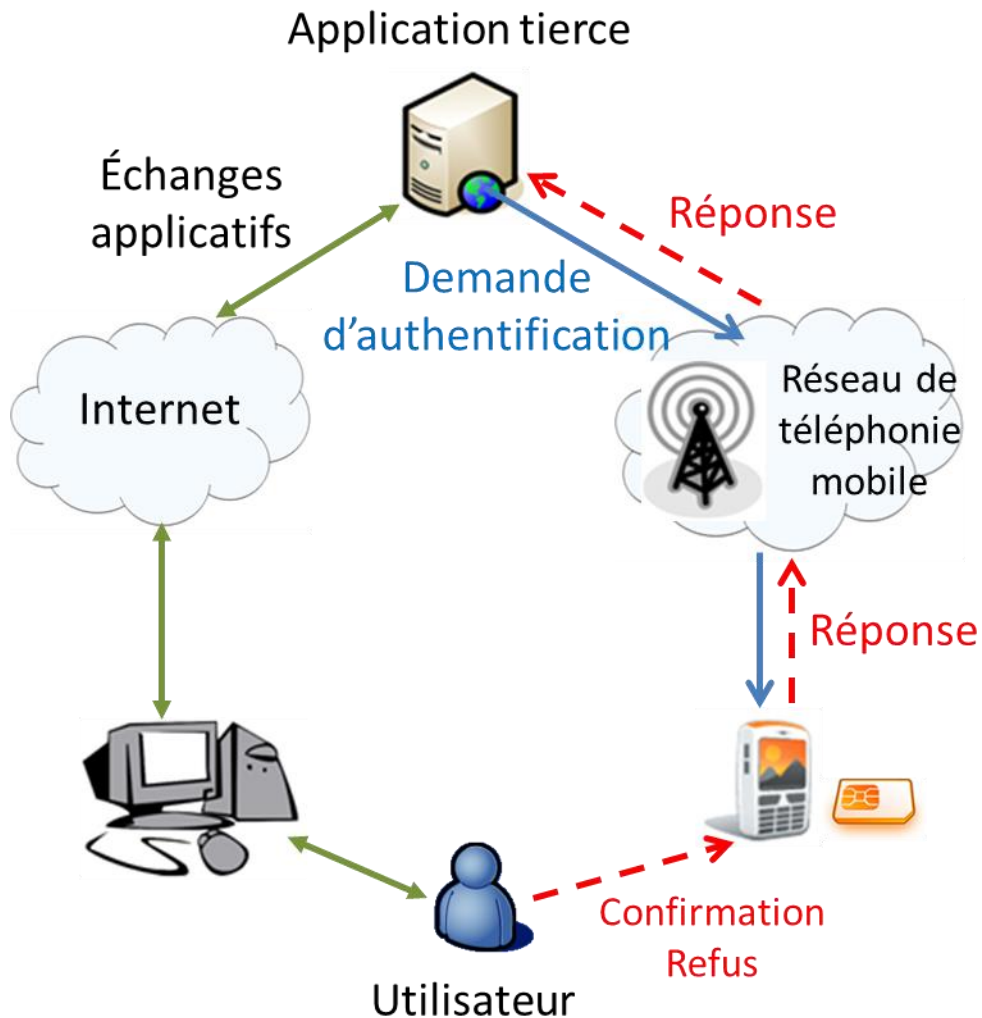 Application tierce
Échanges
applicatifs
Réponse
Demande
d'authentification
Internet
Réseau de
téléphonie
mobile
Réponse
Confirmation
Refus
Utilisateur